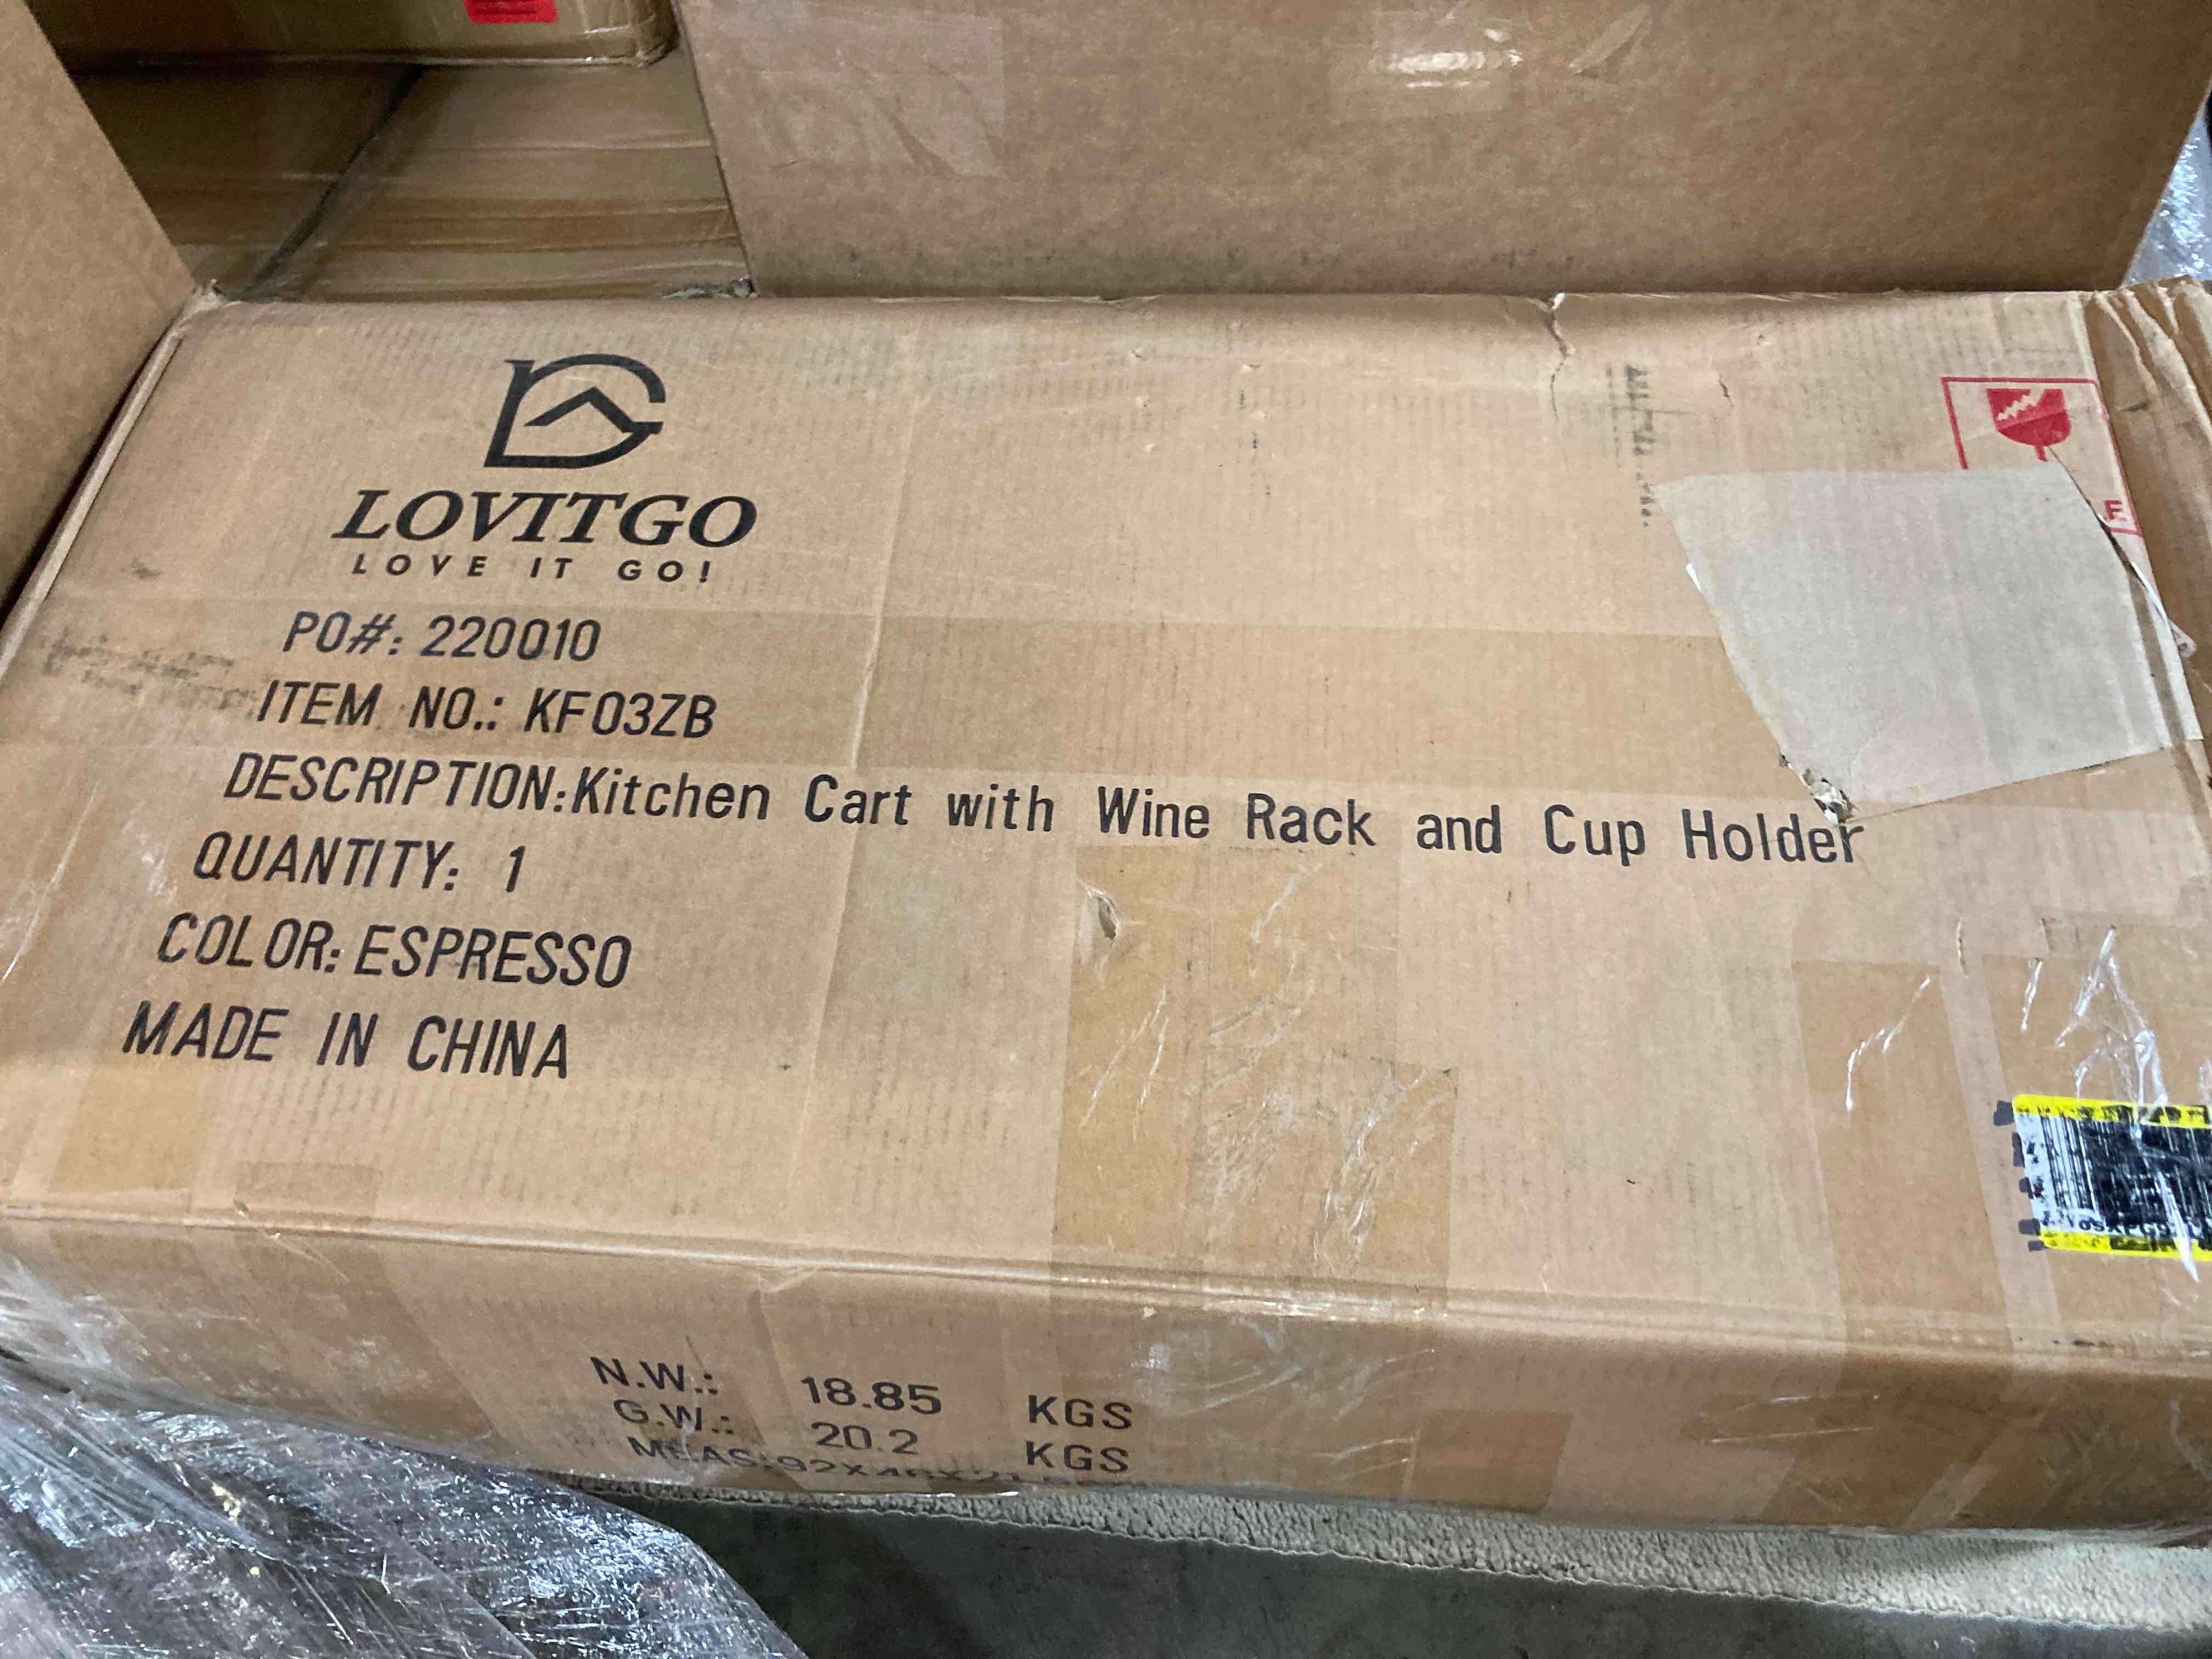 LOVITGO
LOVE IT GO!
PO#: 220010
ITEM NO.: KF03ZB
DESCRIPTION:Kitchen Cart with Wine Rack and Cup Holder
QUANTITY: 1
COLOR: ESPRESSO
MADE IN CHINA
N.W.: 18.85 KGS
G.W.: 20.2 KGS
MEAS: